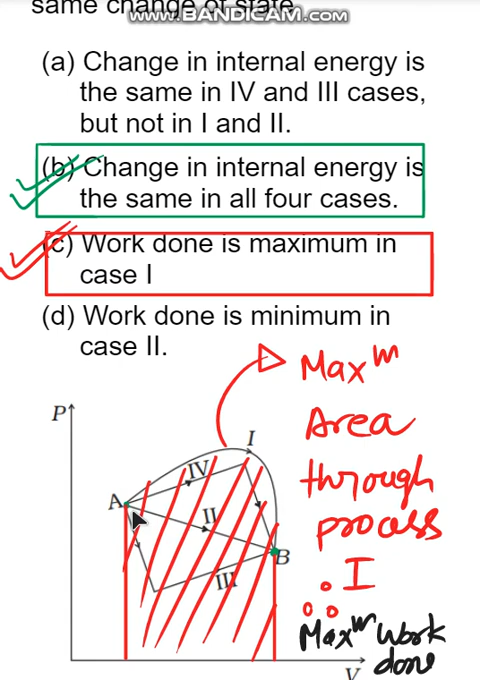 same change of state
www.BANDICAM.com
(a) Change in internal energy is
the same in IV and III cases,
but not in I and II.
(b) Change in internal energy is
the same in all four cases.
(c) Work done is maximum in
case I
(d) Work done is minimum in
case II.
Max^m
Area
through
process
I
∴
Max^m work
done
P
I
IV
A
II
B
III
V